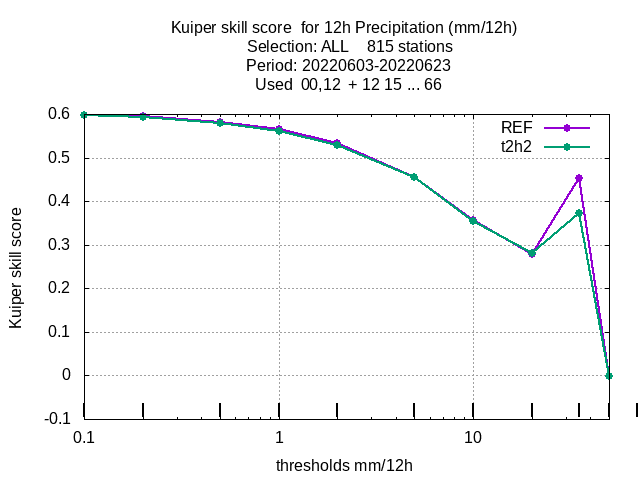 Kuiper skill score  for 12h Precipitation (mm/12h)
Selection: ALL    815 stations
Period: 20220603-20220623
Used  00,12  + 12 15 ... 66
REF
t2h2
0.6
0.5
0.4
0.3
0.2
0.1
0
-0.1
Kuiper skill score
0.1 1 10
thresholds mm/12h